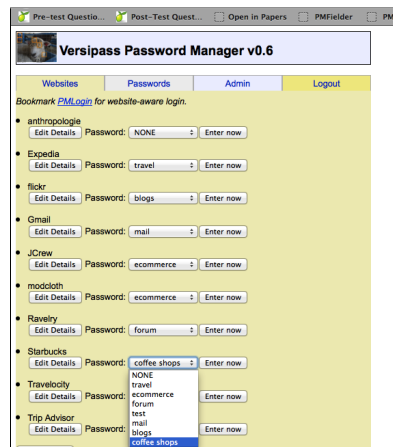 Pre-test Questio... Post-Test Quest... Open in Papers PMFielder PM
Versipass Password Manager v0.6
Websites Passwords Admin Logout
Bookmark PMLogin for website-aware login.
anthropologie
Edit Details Password: NONE Enter now
Expedia
Edit Details Password: travel Enter now
flickr
Edit Details Password: blogs Enter now
Gmail
Edit Details Password: mail Enter now
JCrew
Edit Details Password: ecommerce Enter now
modcloth
Edit Details Password: ecommerce Enter now
Ravelry
Edit Details Password: forum Enter now
Starbucks
Edit Details Password: coffee shops Enter now
NONE
Travelocity
travel
Edit Details Password: ecommerce Enter now
forum
test
Trip Advisor
mail
Edit Details Password: blogs Enter now
coffee shops